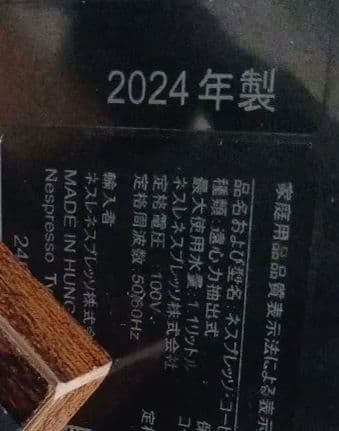 2024年製
家庭用品品質表示法による表示
品名および型名:ネスプレッソ・コーヒ
種類:遠心力抽出式
最大使用水量:1.1リットル
ネスレネスプレッソ株式会社
定格電圧:100V
定格周波数:50/60Hz
輸入者
ネスレネスプレッソ株式会
MADE IN HUNG
Nespresso
24